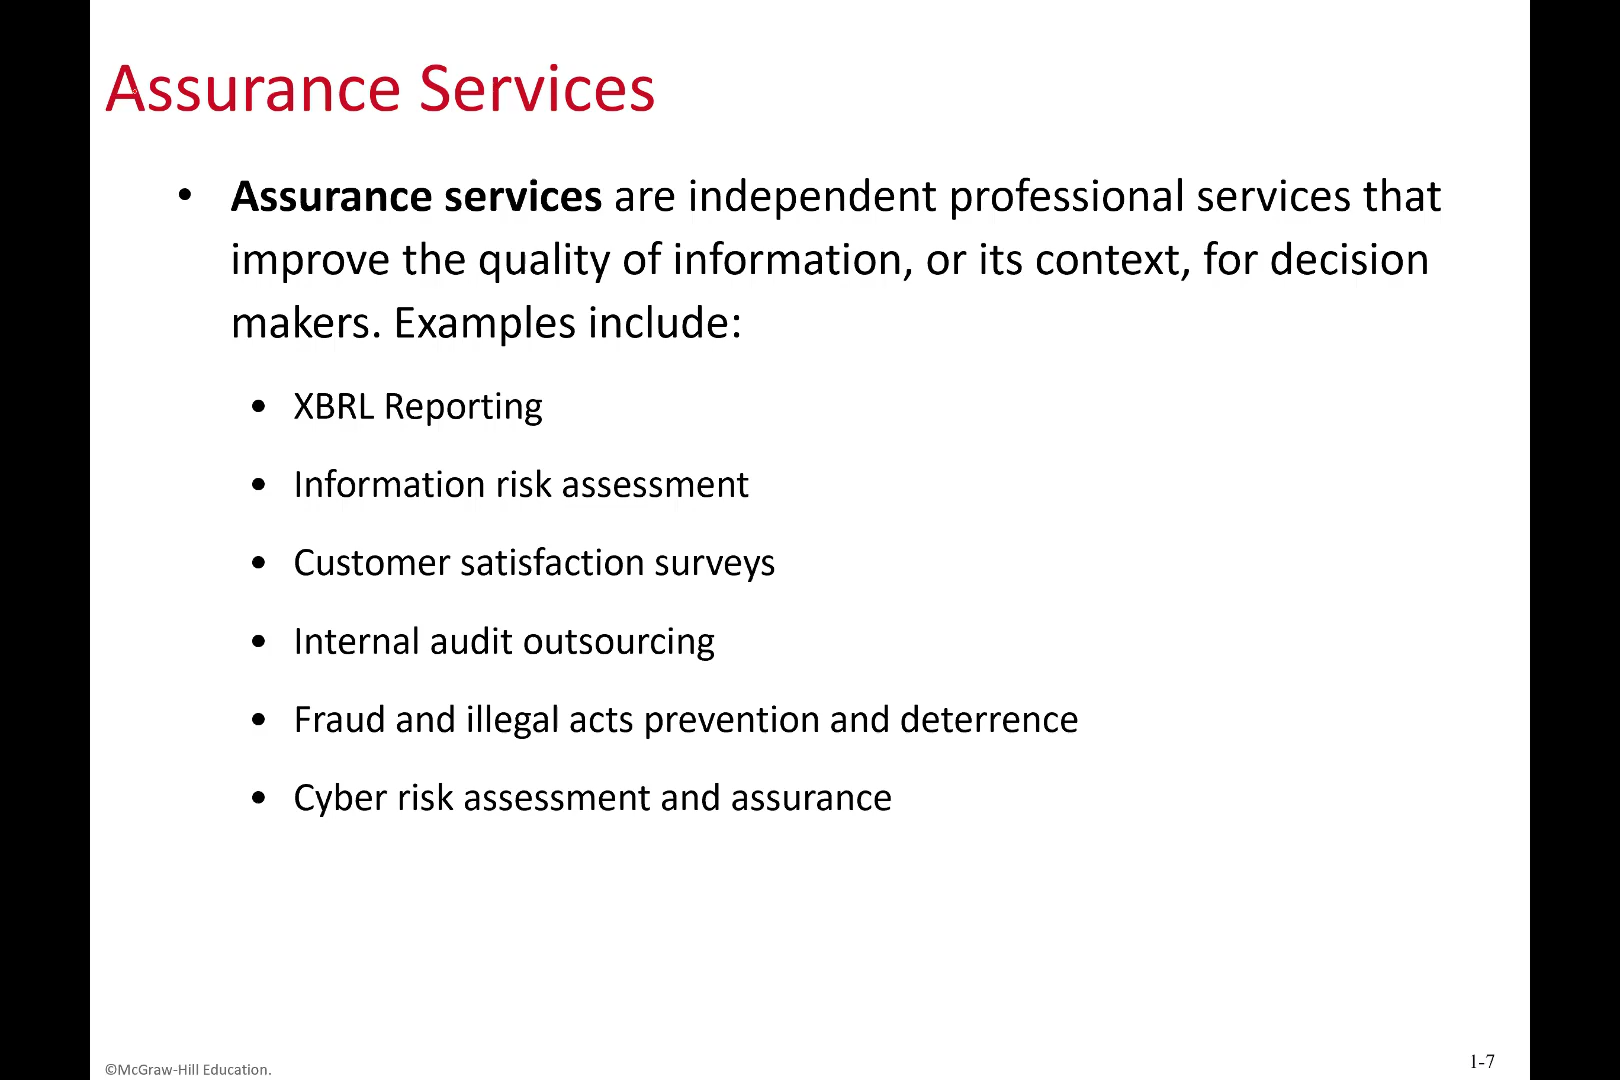 Assurance Services
• Assurance services are independent professional services that
improve the quality of information, or its context, for decision
makers. Examples include:
• XBRL Reporting
• Information risk assessment
• Customer satisfaction surveys
• Internal audit outsourcing
• Fraud and illegal acts prevention and deterrence
• Cyber risk assessment and assurance
©McGraw-Hill Education.
1-7